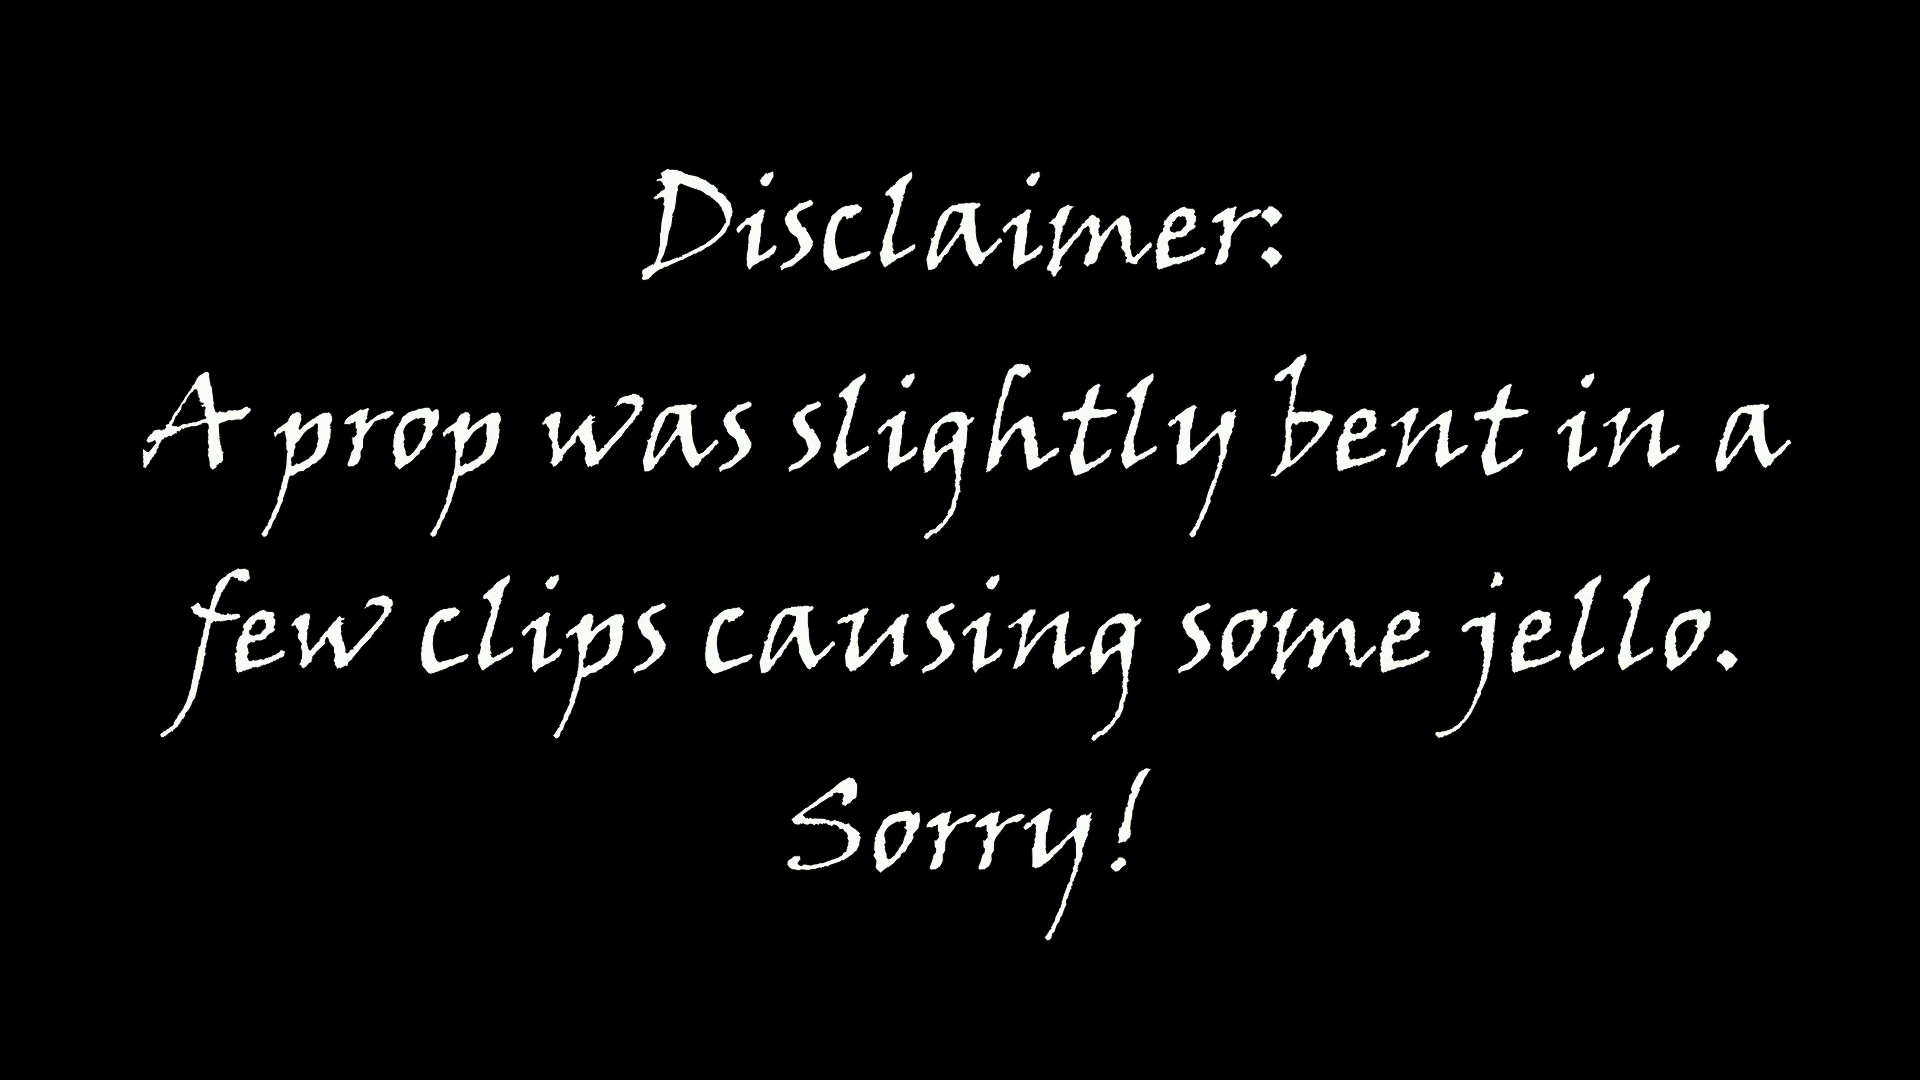 Disclaimer:
A prop was slightly bent in a
few clips causing some jello.
Sorry!